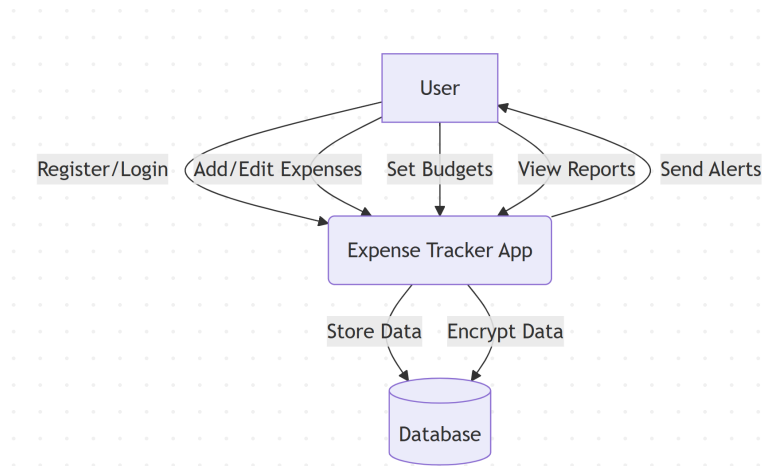 User
Register/Login
Add/Edit Expenses
Set Budgets
View Reports
Send Alerts
Expense Tracker App
Store Data
Encrypt Data
Database